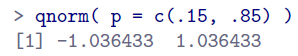 > qnorm( p = c(.15, .85) )
[1] -1.036433 1.036433